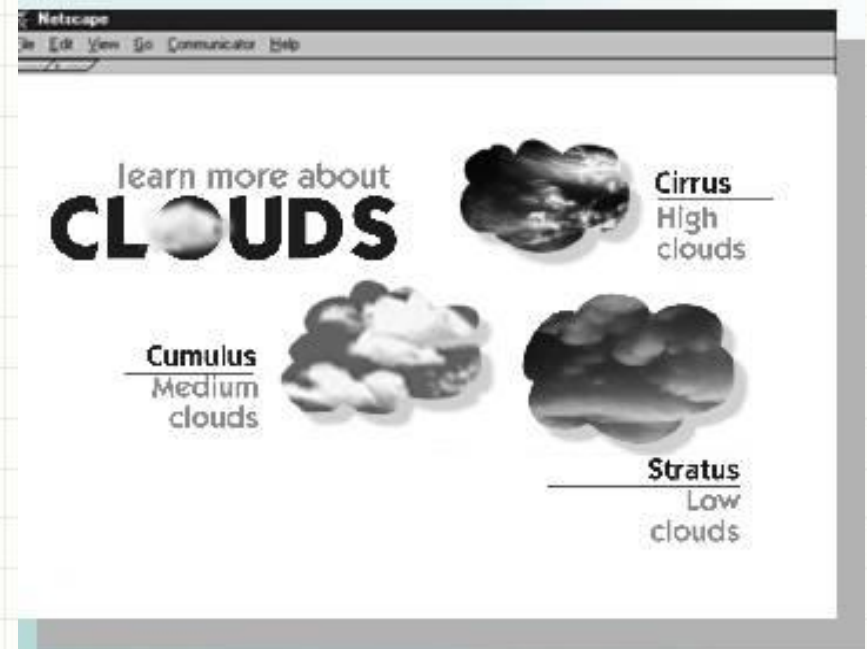 Netscape
File Edit View Go Communicator Help
learn more about
CLOUDS
Cirrus
High
clouds
Cumulus
Medium
clouds
Stratus
Low
clouds